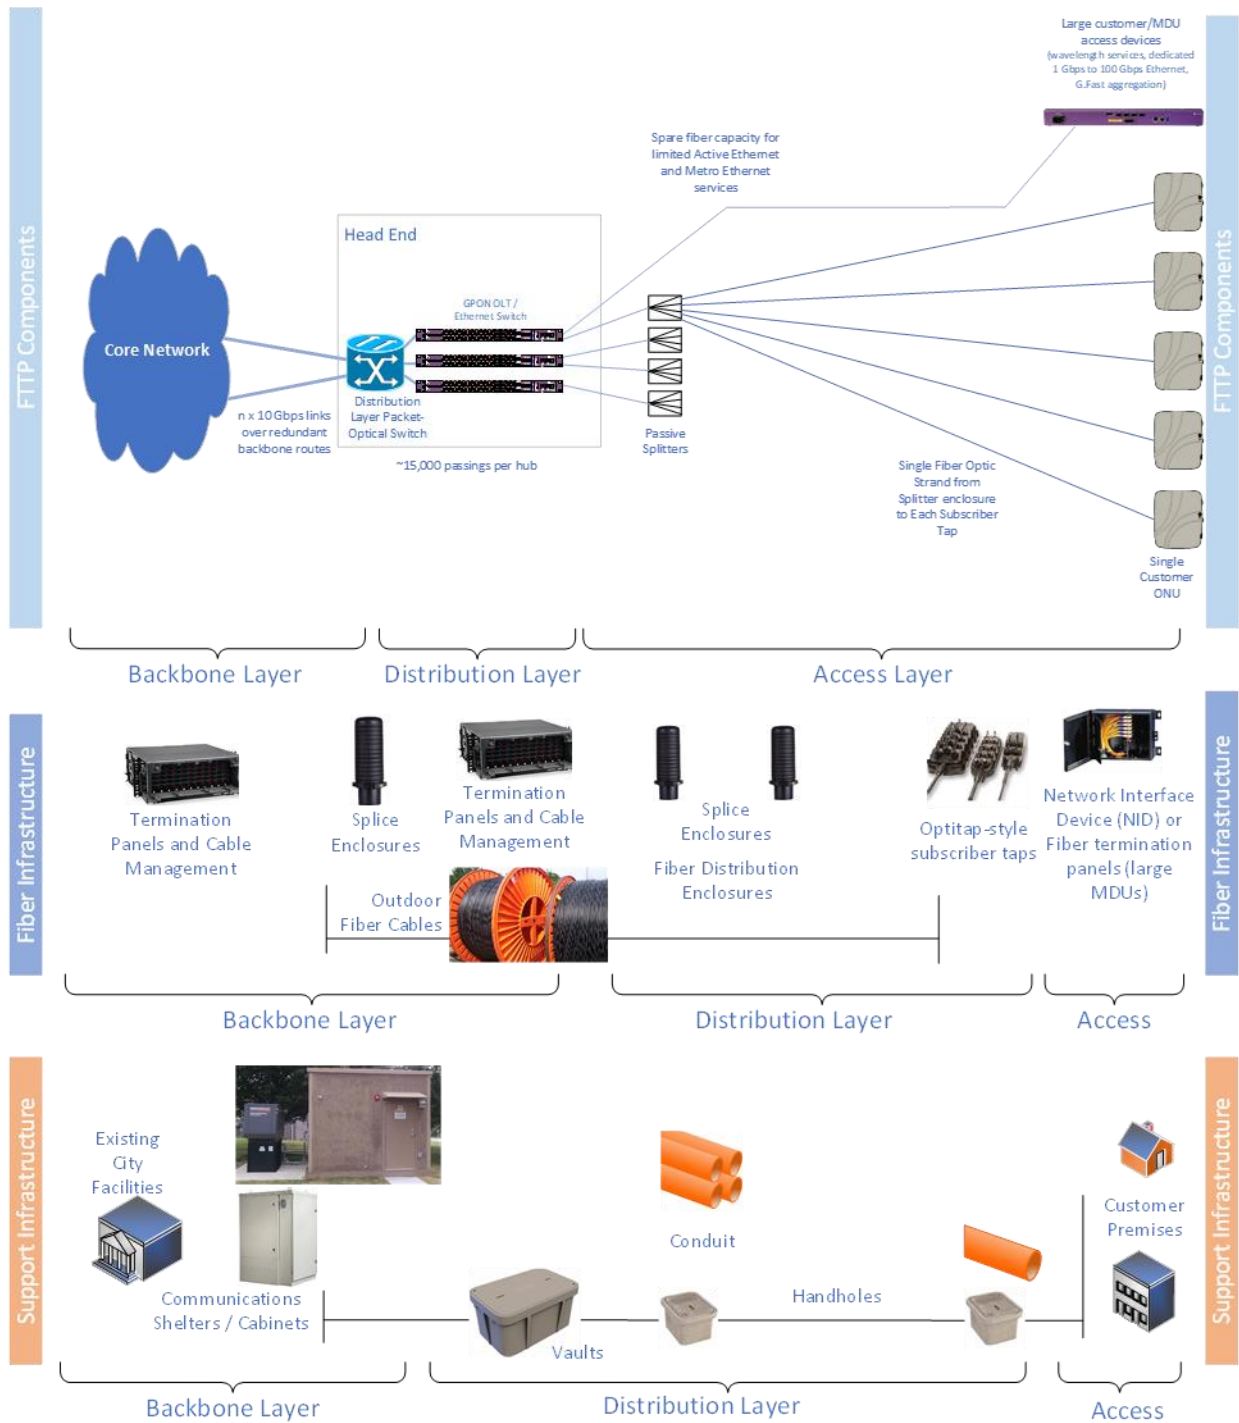 FTTP Components
Large customer/MDU
access devices
(wavelength services, dedicated
1 Gbps to 100 Gbps Ethernet,
G.Fast aggregation)
Spare fiber capacity for
limited Active Ethernet
and Metro Ethernet
services
Head End
GPON OLT /
Ethernet Switch
Core Network
n x 10 Gbps links
over redundant
backbone routes
Distribution
Layer Packet-
Optical Switch
~15,000 passings per hub
Passive
Splitters
Single Fiber Optic
Strand from
Splitter enclosure
to Each Subscriber
Tap
Single
Customer
ONU
FTTP Components
Backbone Layer
Distribution Layer
Access Layer
Fiber Infrastructure
Termination
Panels and Cable
Management
Splice
Enclosures
Termination
Panels and Cable
Management
Outdoor
Fiber Cables
Splice
Enclosures
Fiber Distribution
Enclosures
Optitap-style
subscriber taps
Network Interface
Device (NID) or
Fiber termination
panels (large
MDUs)
Fiber Infrastructure
Backbone Layer
Distribution Layer
Access
Support Infrastructure
Existing
City
Facilities
Communications
Shelters / Cabinets
Vaults
Conduit
Handholes
Customer
Premises
Support Infrastructure
Backbone Layer
Distribution Layer
Access